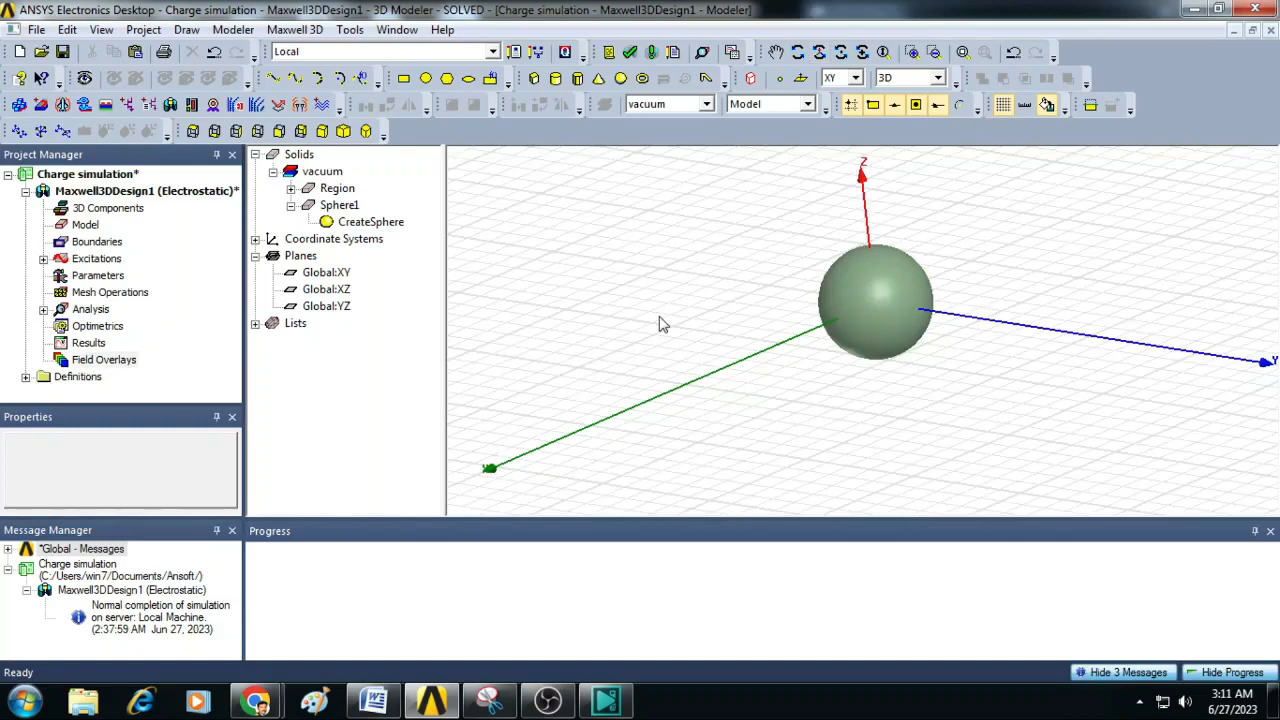 ANSYS Electronics Desktop - Charge simulation - Maxwell3DDesign1 - 3D Modeler - SOLVED - [Charge simulation - Maxwell3DDesign1 - Modeler]
File Edit View Project Draw Modeler Maxwell 3D Tools Window Help
Local
XY 3D
vacuum Model
Project Manager
Charge simulation*
Maxwell3DDesign1 (Electrostatic)*
3D Components
Model
Boundaries
Excitations
Parameters
Mesh Operations
Analysis
Optimetrics
Results
Field Overlays
Definitions
Properties
Message Manager
*Global - Messages
Charge simulation
(C:/Users/win7/Documents/Ansoft/)
Maxwell3DDesign1 (Electrostatic)
Normal completion of simulation
on server: Local Machine.
(2:37:59 AM Jun 27, 2023)
Solids
vacuum
Region
Sphere1
CreateSphere
Coordinate Systems
Planes
Global:XY
Global:XZ
Global:YZ
Lists
Z
Y
Progress
Ready
Hide 3 Messages
Hide Progress
3:11 AM
6/27/2023